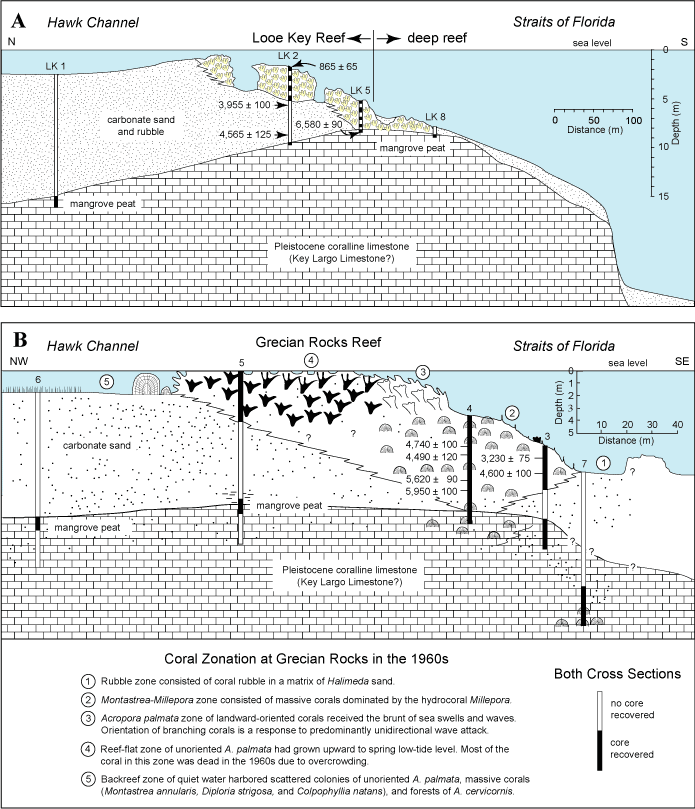 A
Hawk Channel
Straits of Florida
N
Looe Key Reef
deep reef
S
sea level
LK 1
LK 2
865 ± 65
LK 5
LK 8
3,955 ± 100
6,580 ± 90
4,565 ± 125
carbonate sand
and rubble
mangrove peat
mangrove peat
Pleistocene coralline limestone
(Key Largo Limestone?)
0
50
100
Distance (m)
0
5
10
15
Depth (m)
B
Hawk Channel
Grecian Rocks Reef
Straits of Florida
NW
SE
sea level
6
5
5
4
3
4
2
3
7
1
carbonate sand
?
?
?
?
?
?
?
4,740 ± 100
4,490 ± 120
5,620 ± 90
5,950 ± 100
3,230 ± 75
4,600 ± 100
mangrove peat
mangrove peat
Pleistocene coralline limestone
(Key Largo Limestone?)
0
1
2
3
4
5
Depth (m)
10
20
30
40
Distance (m)
Coral Zonation at Grecian Rocks in the 1960s
1 Rubble zone consisted of coral rubble in a matrix of Halimeda sand.
2 Montastrea-Millepora zone consisted of massive corals dominated by the hydrocoral Millepora.
3 Acropora palmata zone of landward-oriented corals received the brunt of sea swells and waves.
Orientation of branching corals is a response to predominantly unidirectional wave attack.
4 Reef-flat zone of unoriented A. palmata had grown upward to spring low-tide level. Most of the
coral in this zone was dead in the 1960s due to overcrowding.
5 Backreef zone of quiet water harbored scattered colonies of unoriented A. palmata, massive corals
(Montastrea annularis, Diploria strigosa, and Colpophyllia natans), and forests of A. cervicornis.
Both Cross Sections
no core
recovered
core
recovered